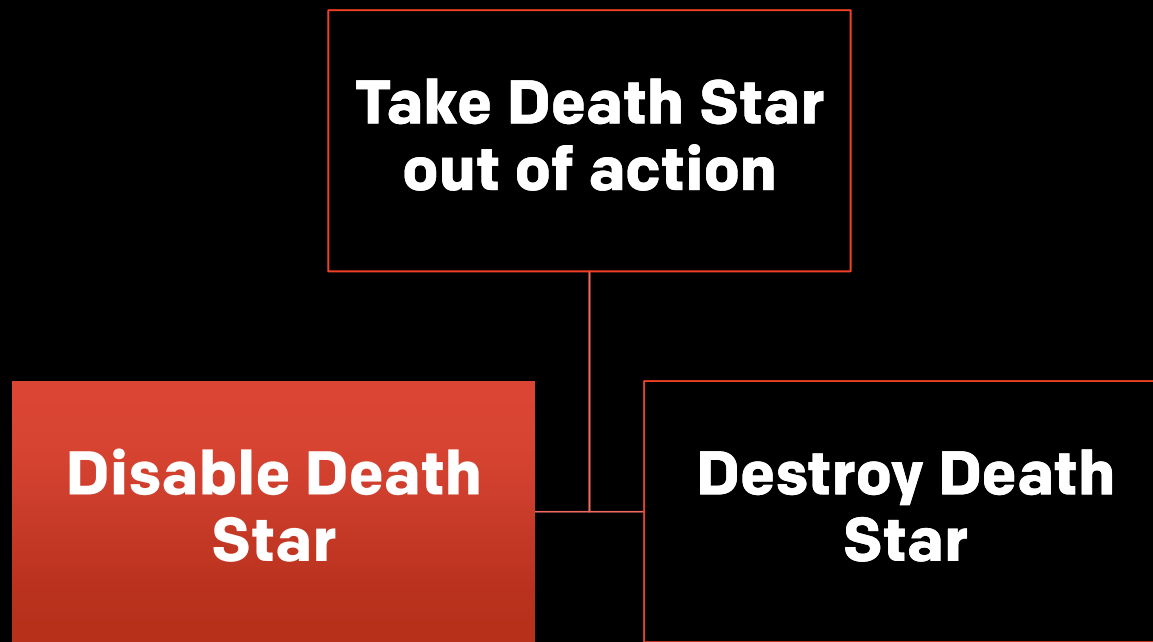 Take Death Star
out of action
Disable Death
Star
Destroy Death
Star